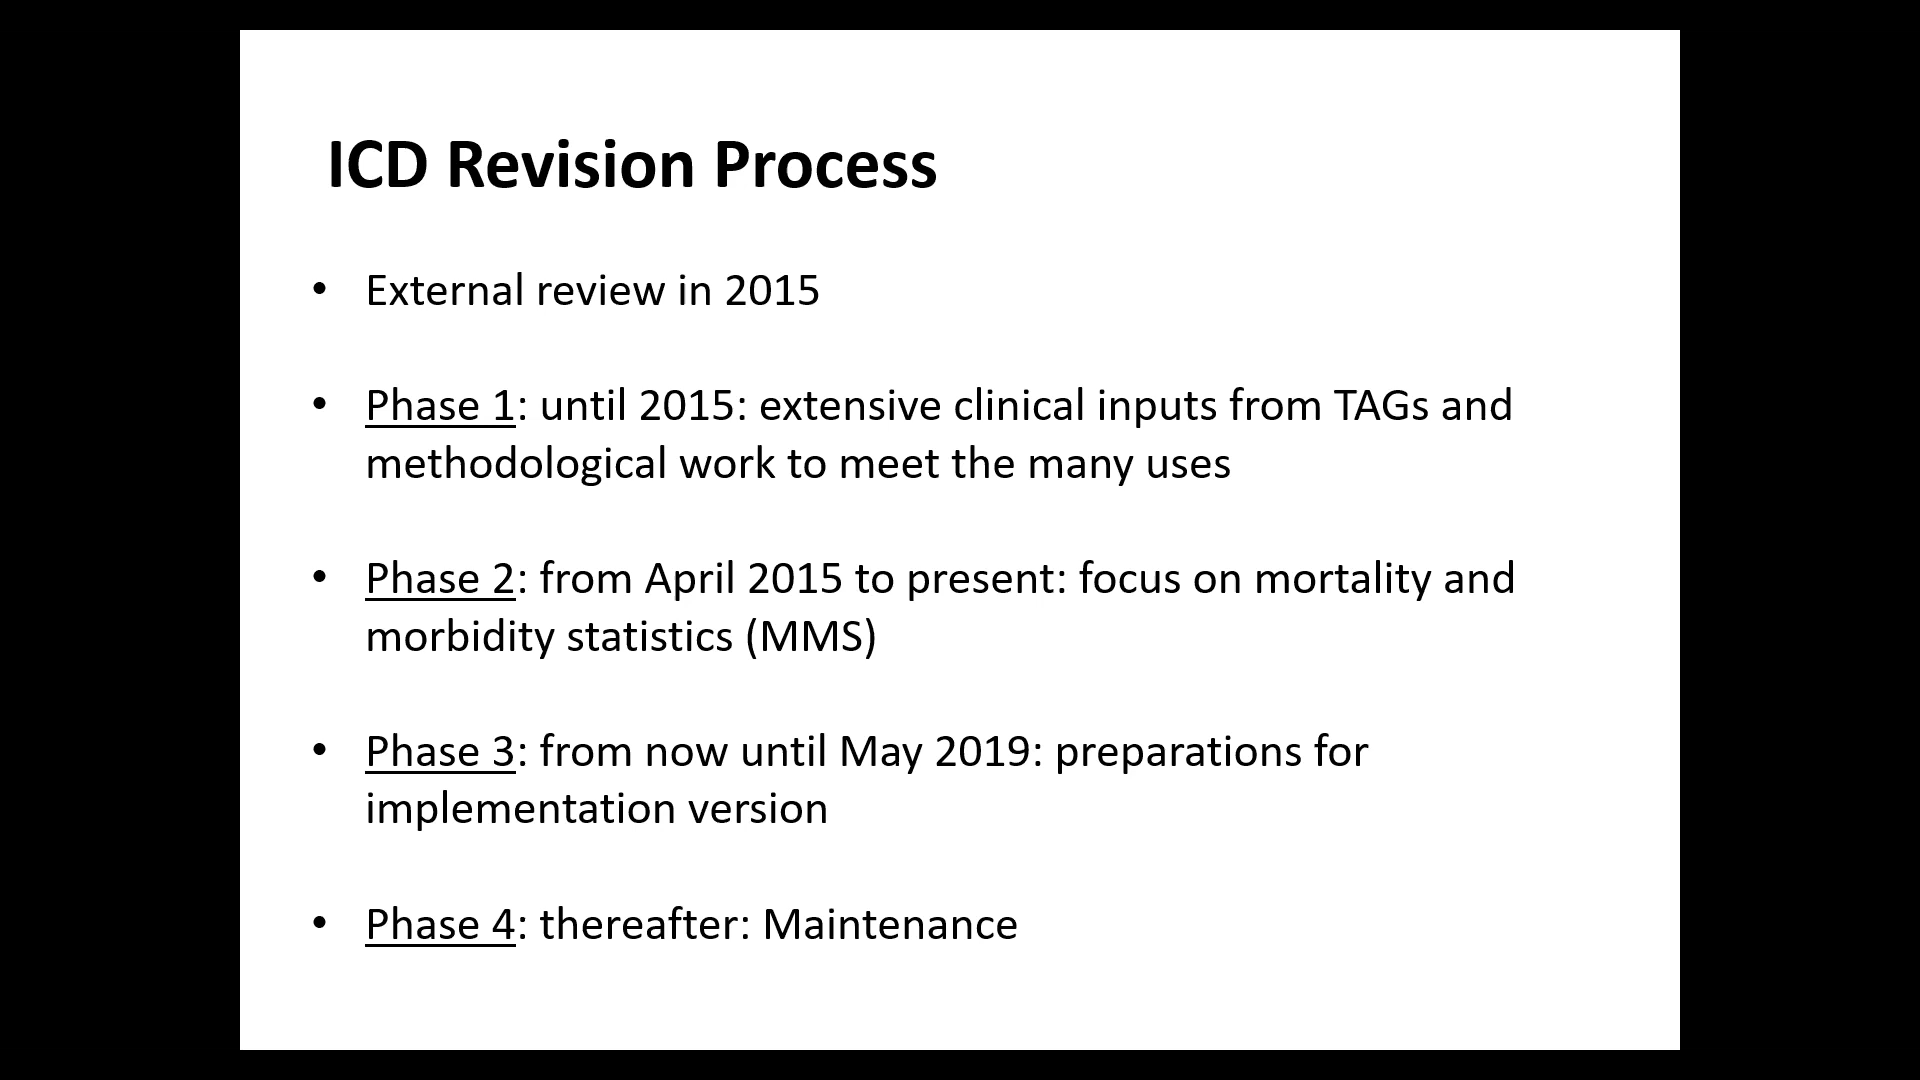 ICD Revision Process
• External review in 2015
• Phase 1: until 2015: extensive clinical inputs from TAGs and
methodological work to meet the many uses
• Phase 2: from April 2015 to present: focus on mortality and
morbidity statistics (MMS)
• Phase 3: from now until May 2019: preparations for
implementation version
• Phase 4: thereafter: Maintenance